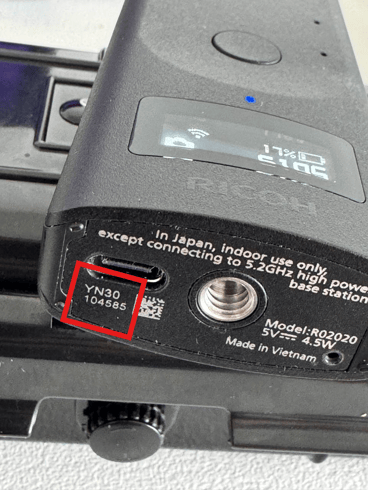 17%
5106
RICOH
In Japan, indoor use only,
except connecting to 5.2GHz high power
base station
YN30
104585
Model:R02020
5V⎓ 4.5W
Made in Vietnam